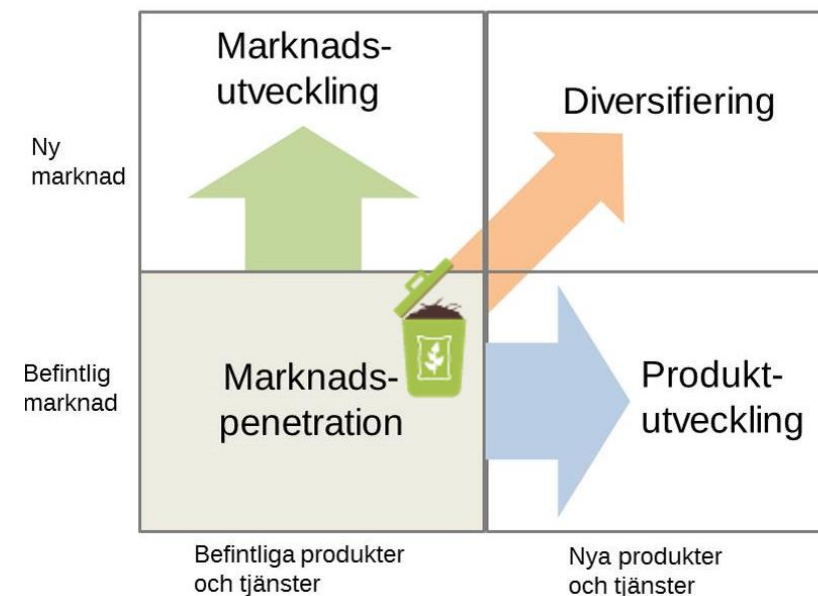 Marknads-
utveckling
Diversifiering
Ny
marknad
Befintlig
marknad
Marknads-
penetration
Produkt-
utveckling
Befintliga produkter
och tjänster
Nya produkter
och tjänster